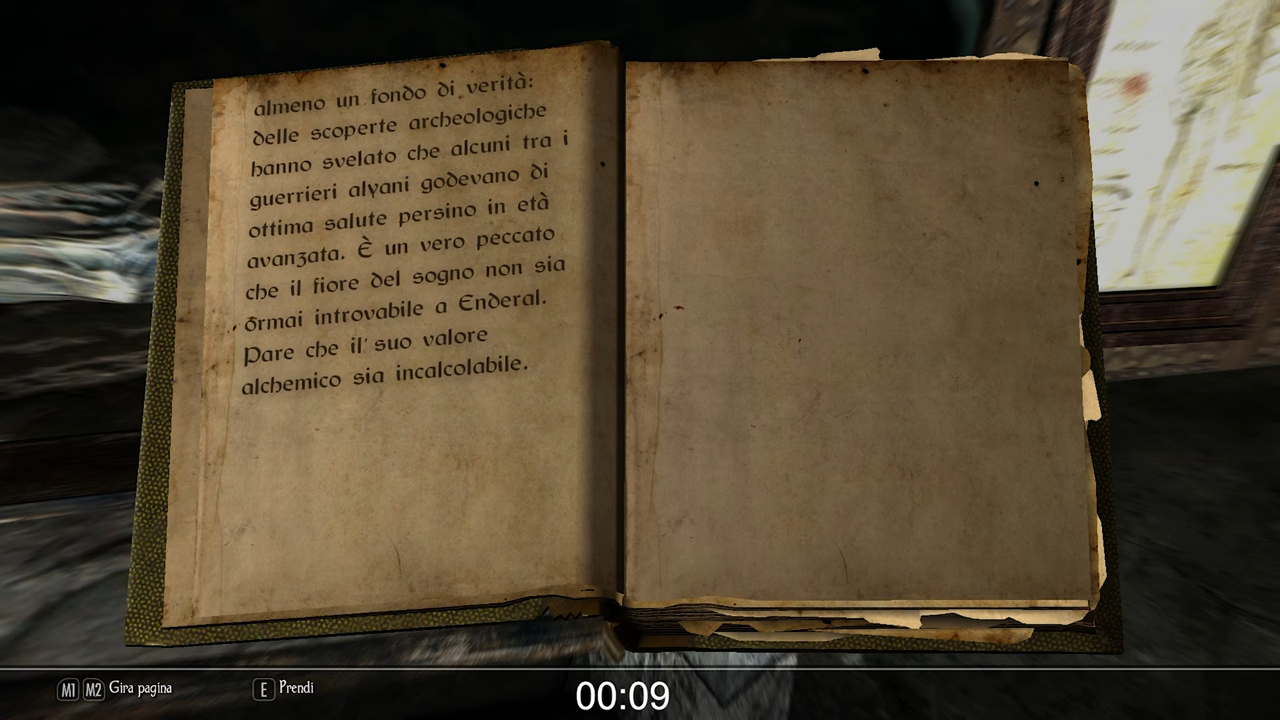 almeno un fondo di verità:
delle scoperte archeologiche
hanno svelato che alcuni tra i
guerrieri alyani godevano di
ottima salute persino in età
avanzata. È un vero peccato
che il fiore del sogno non sia
ormai introvabile a Enderal.
Pare che il suo valore
alchemico sia incalcolabile.
M1 M2 Gira pagina
E Prendi
00:09